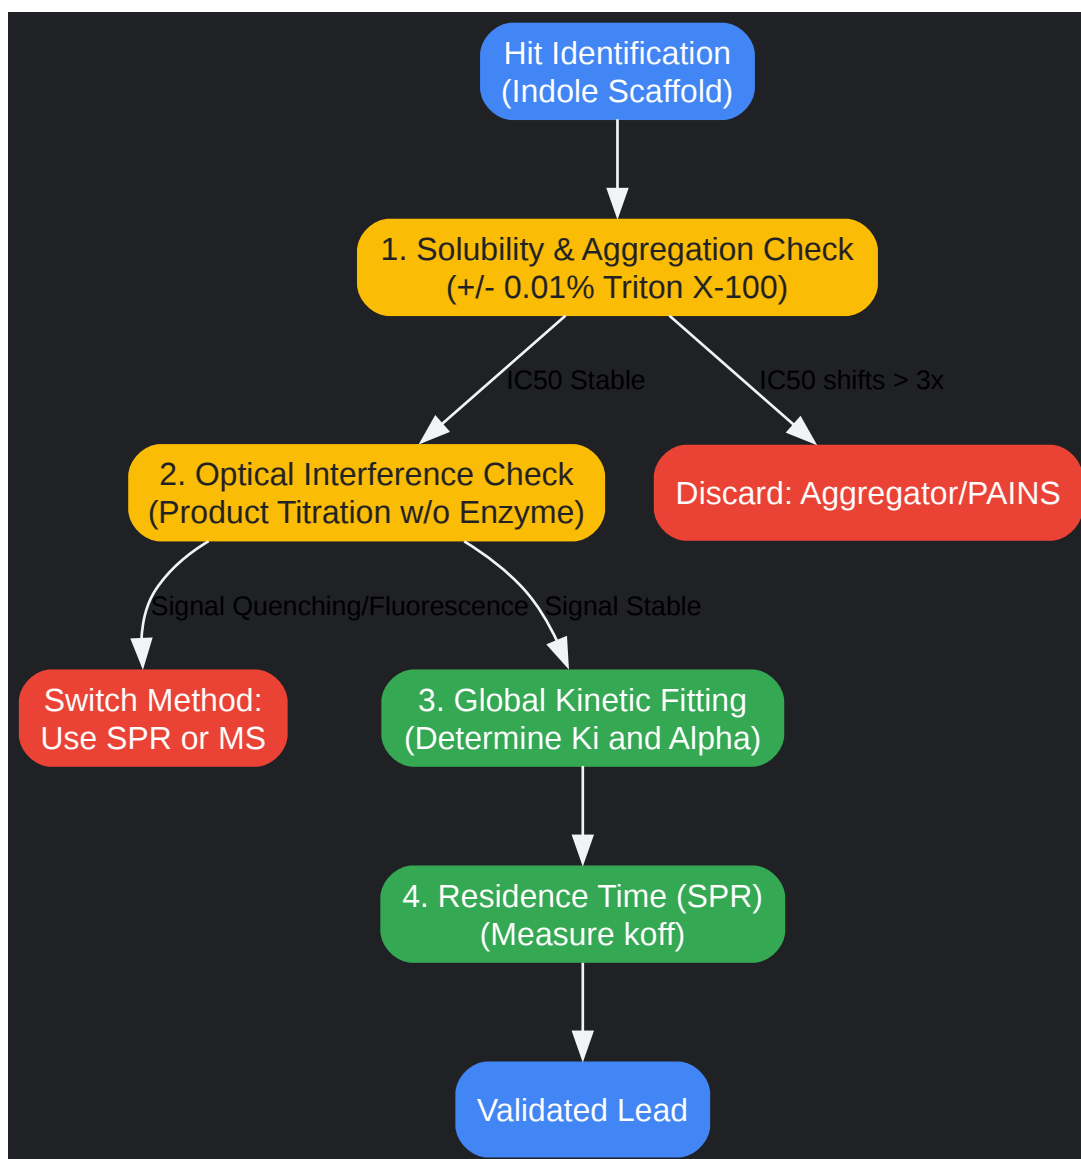 Hit Identification
(Indole Scaffold)
1. Solubility & Aggregation Check
(+/- 0.01% Triton X-100)
IC50 Stable
IC50 shifts > 3x
2. Optical Interference Check
(Product Titration w/o Enzyme)
Discard: Aggregator/PAINS
Signal Quenching/Fluorescence
Signal Stable
Switch Method:
Use SPR or MS
3. Global Kinetic Fitting
(Determine Ki and Alpha)
4. Residence Time (SPR)
(Measure koff)
Validated Lead